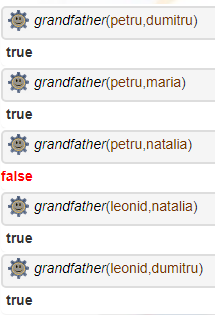 grandfather(petru,dumitru)
true
grandfather(petru,maria)
true
grandfather(petru,natalia)
false
grandfather(leonid,natalia)
true
grandfather(leonid,dumitru)
true